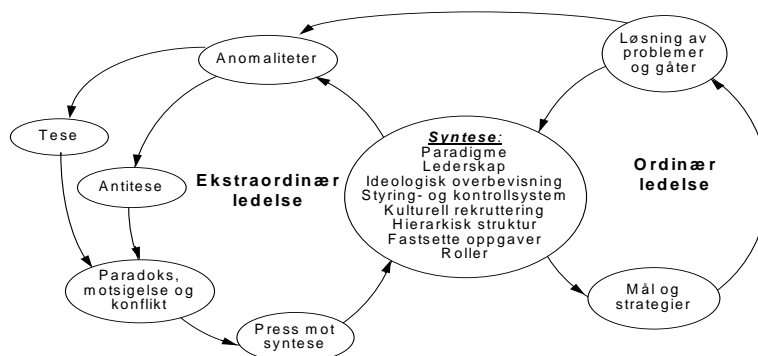 Anomaliteter
Løsning av
problemer
og gåter
Tese
Antitese
Ekstraordinær
ledelse
Syntese:
Paradigme
Lederskap
Ideologisk overbevisning
Styring- og kontrollsystem
Kulturell rekruttering
Hierarkisk struktur
Fastsette oppgaver
Roller
Ordinær
ledelse
Paradoks,
motsigelse og
konflikt
Press mot
syntese
Mål og
strategier